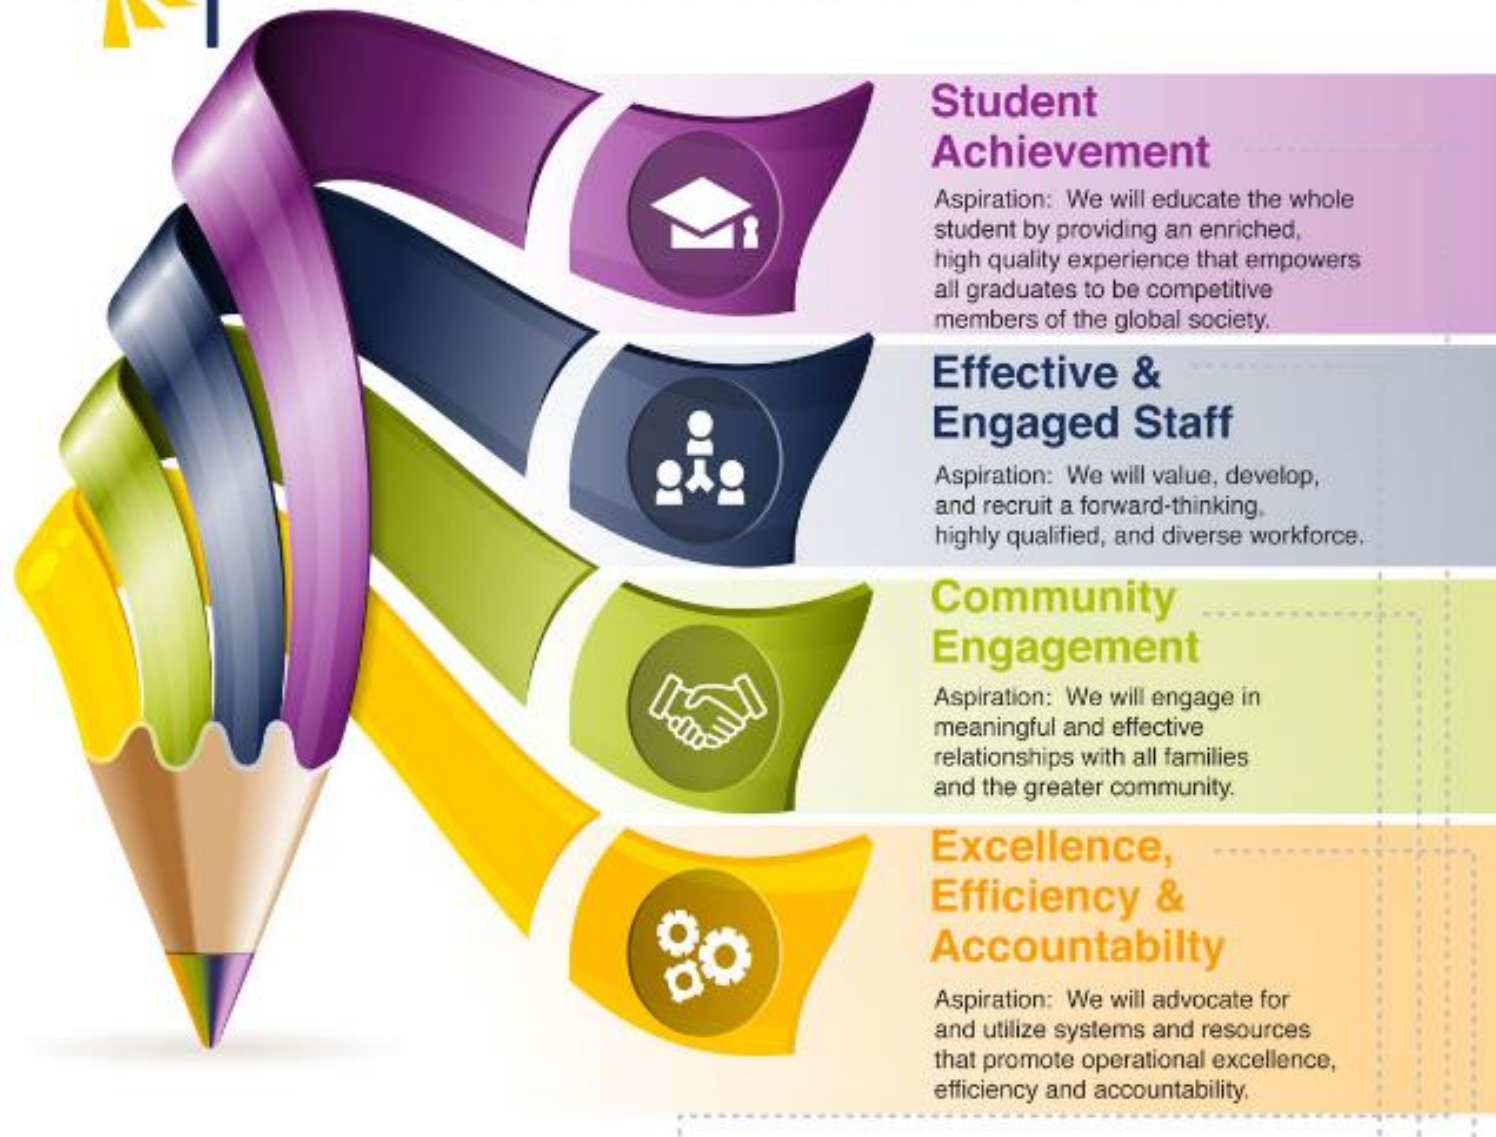 Student
Achievement
Aspiration: We will educate the whole
student by providing an enriched,
high quality experience that empowers
all graduates to be competitive
members of the global society.
Effective &
Engaged Staff
Aspiration: We will value, develop,
and recruit a forward-thinking,
highly qualified, and diverse workforce.
Community
Engagement
Aspiration: We will engage in
meaningful and effective
relationships with all families
and the greater community.
Excellence,
Efficiency &
Accountabilty
Aspiration: We will advocate for
and utilize systems and resources
that promote operational excellence,
efficiency and accountability.